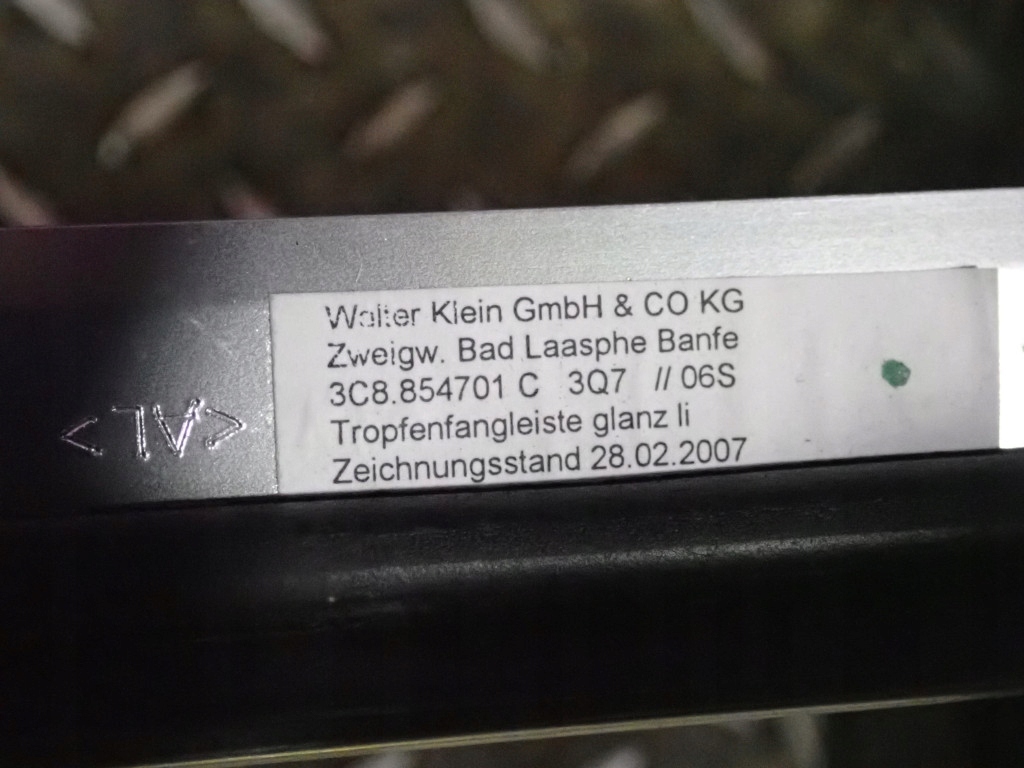 Walter Klein GmbH & CO KG
Zweigw. Bad Laasphe Banfe
3C8.854701 C 3Q7 // 06S
Tropfenfangleiste glanz li
Zeichnungsstand 28.02.2007
>AL<